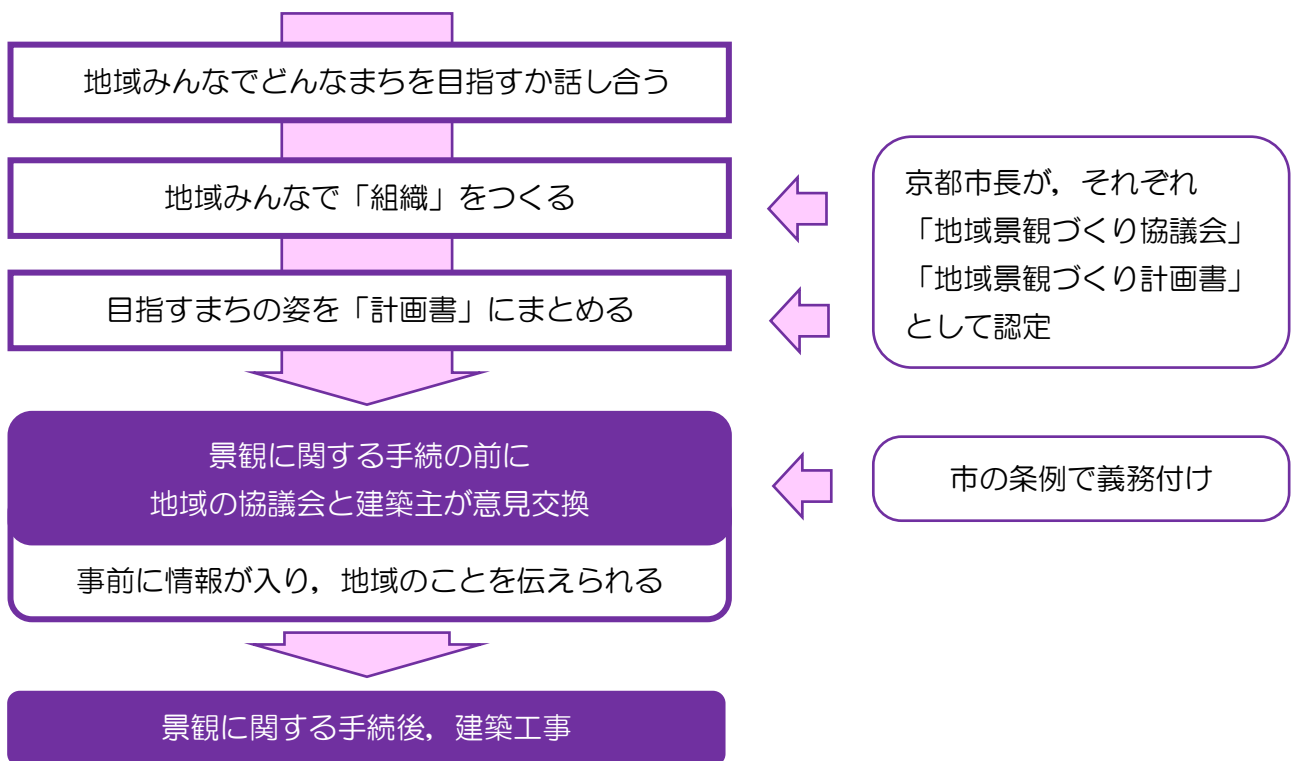 地域みんなでどんなまちを目指すか話し合う
地域みんなで「組織」をつくる
目指すまちの姿を「計画書」にまとめる
京都市長が，それぞれ
「地域景観づくり協議会」
「地域景観づくり計画書」
として認定
景観に関する手続の前に
地域の協議会と建築主が意見交換
市の条例で義務付け
事前に情報が入り，地域のことを伝えられる
景観に関する手続後，建築工事